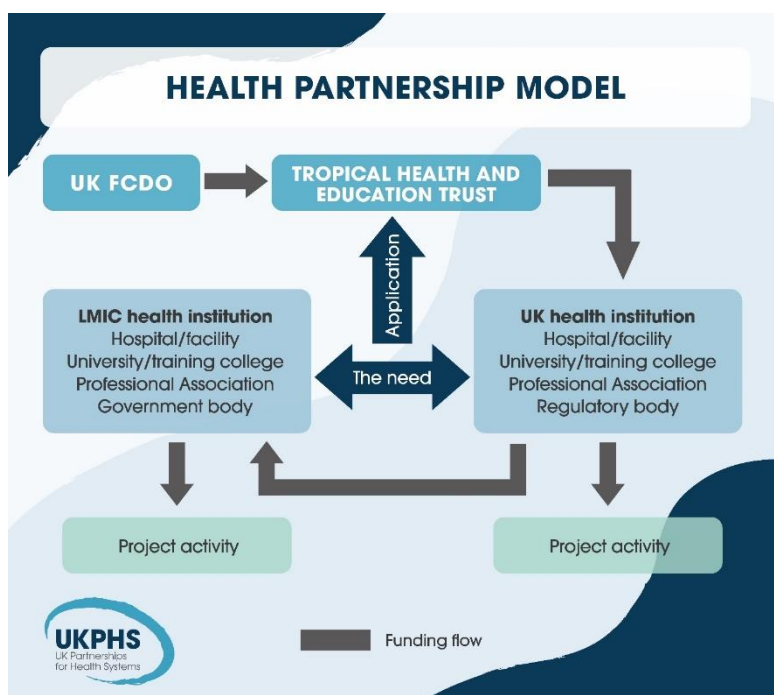 HEALTH PARTNERSHIP MODEL
UK FCDO
TROPICAL HEALTH AND
EDUCATION TRUST
Application
The need
LMIC health institution
Hospital/facility
University/training college
Professional Association
Government body
UK health institution
Hospital/facility
University/training college
Professional Association
Regulatory body
Project activity
Project activity
UKPHS
UK Partnerships
for Health Systems
Funding flow